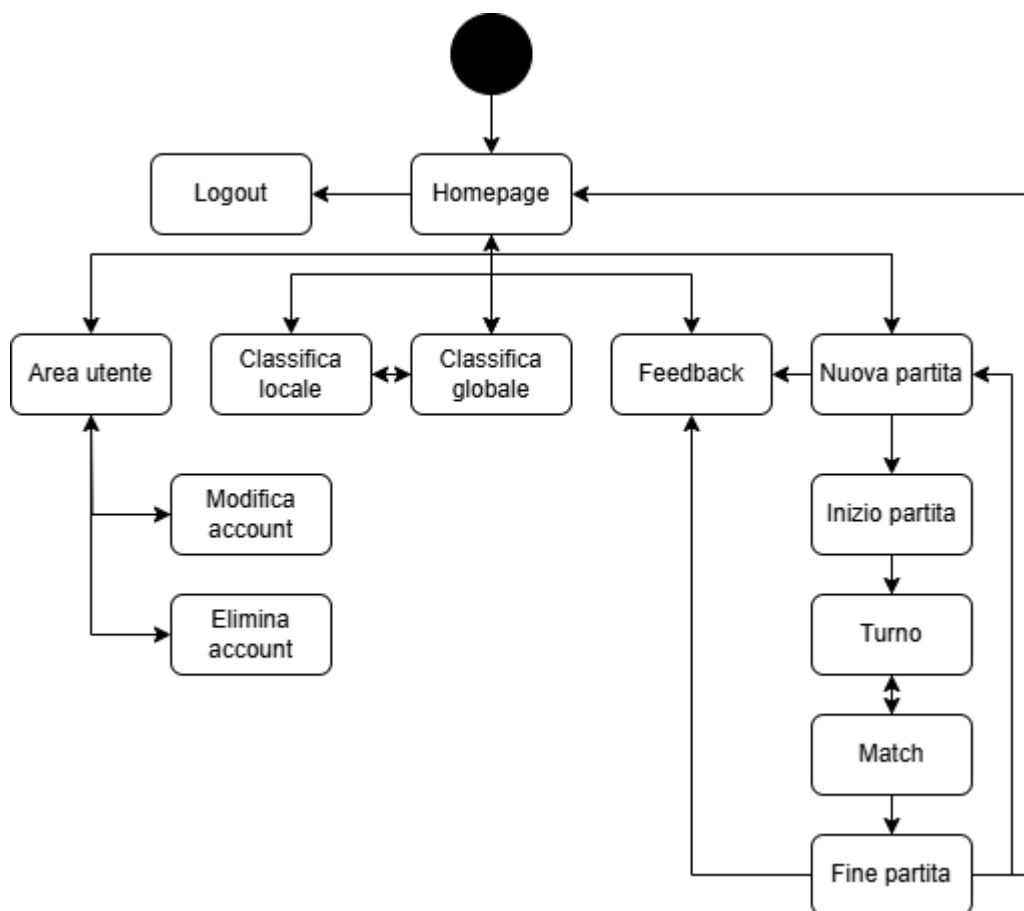 Logout
Homepage
Area utente
Classifica
locale
Classifica
globale
Feedback
Nuova partita
Modifica
account
Inizio partita
Elimina
account
Turno
Match
Fine partita